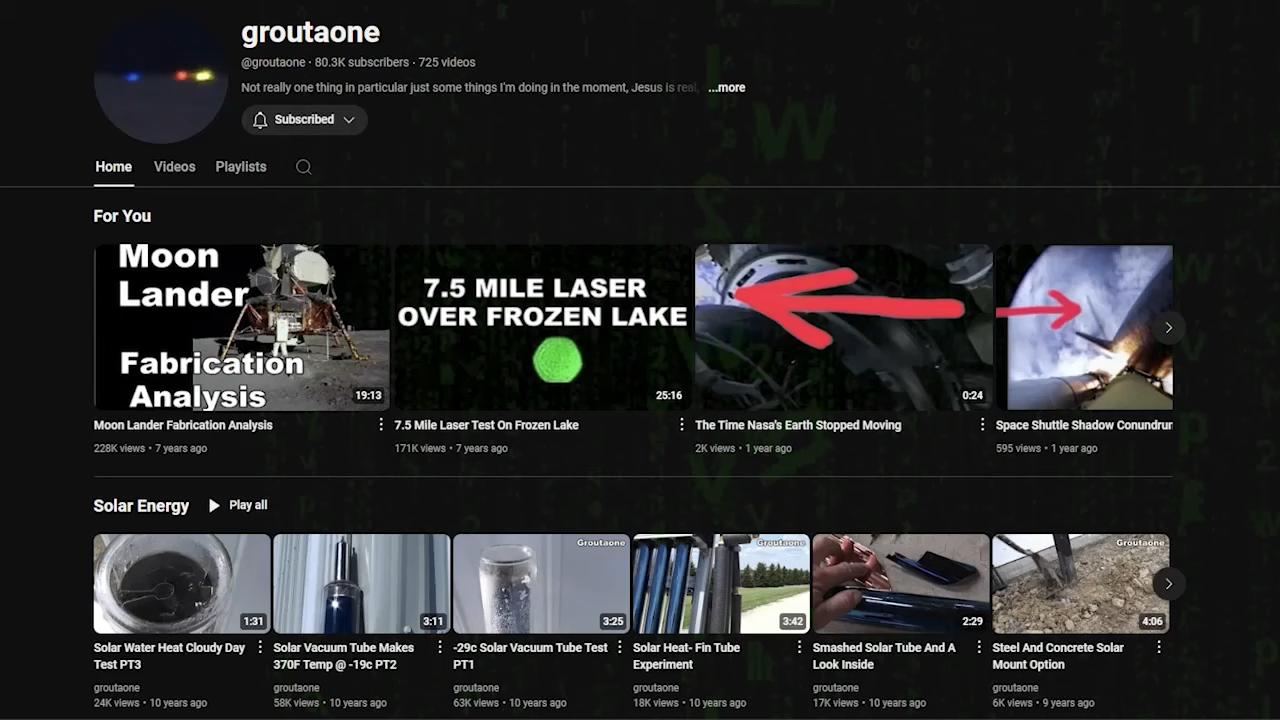 groutaone
@groutaone · 80.3K subscribers · 725 videos
Not really one thing in particular just some things I'm doing in the moment, Jesus is real, ...more
Subscribed
Home Videos Playlists
For You
Moon
Lander
Fabrication
Analysis
19:13
7.5 MILE LASER
OVER FROZEN LAKE
25:16
0:24
Moon Lander Fabrication Analysis
228K views · 7 years ago
7.5 Mile Laser Test On Frozen Lake
171K views · 7 years ago
The Time Nasa's Earth Stopped Moving
2K views · 1 year ago
Space Shuttle Shadow Conundrum
595 views · 1 year ago
Solar Energy Play all
1:31
3:11
Groutaone
3:25
Groutaone
3:42
2:29
Groutaone
4:06
Solar Water Heat Cloudy Day
Test PT3
groutaone
24K views · 10 years ago
Solar Vacuum Tube Makes
370F Temp @ -19c PT2
groutaone
58K views · 10 years ago
-29c Solar Vacuum Tube Test
PT1
groutaone
63K views · 10 years ago
Solar Heat- Fin Tube
Experiment
groutaone
18K views · 10 years ago
Smashed Solar Tube And A
Look Inside
groutaone
17K views · 10 years ago
Steel And Concrete Solar
Mount Option
groutaone
6K views · 9 years ago